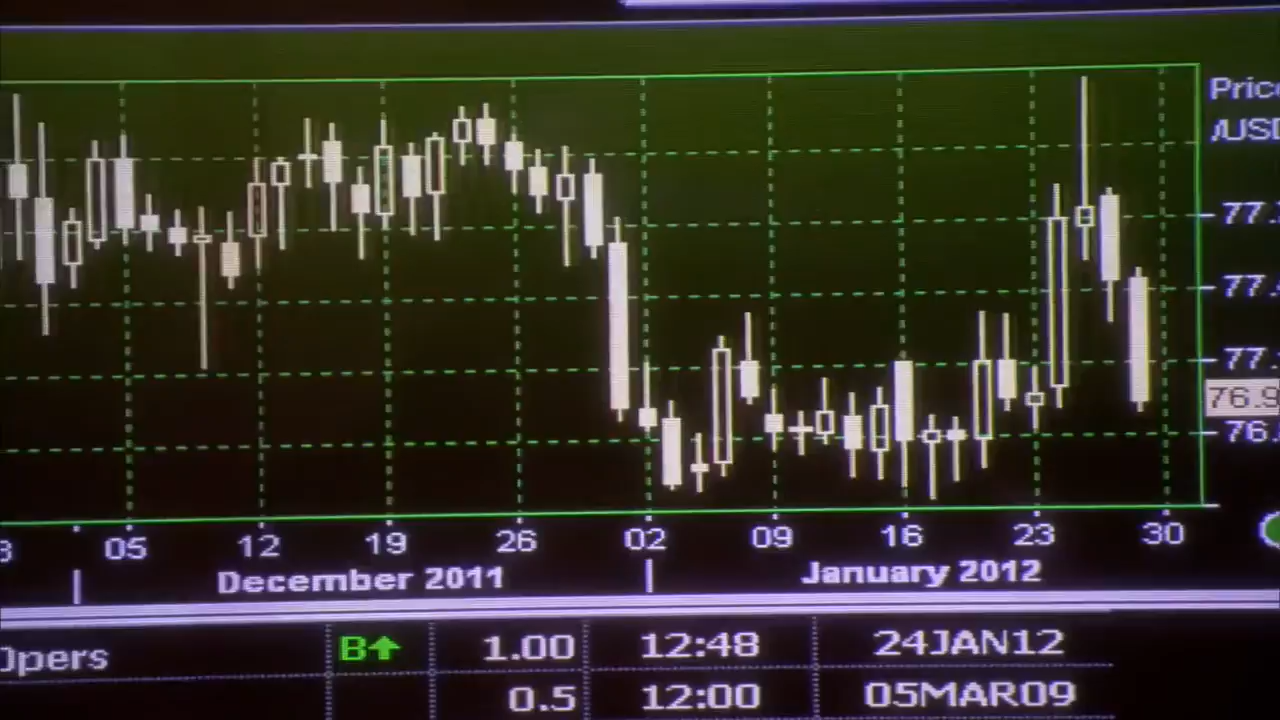 Price
/USD
77.
77.
77.
76.9
76.
05 12 19 26 02 09 16 23 30
December 2011 January 2012
B↑ 1.00 12:48 24JAN12
0.5 12:00 05MAR09